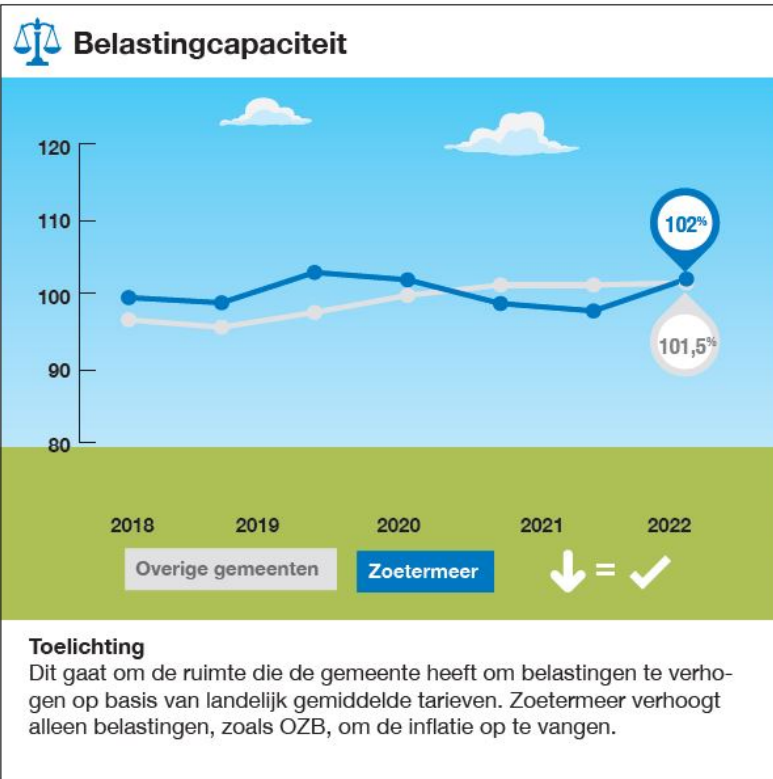 Belastingcapaciteit
120
110
100
90
80
102%
101,5%
2018 2019 2020 2021 2022
Overige gemeenten Zoetermeer =
Toelichting
Dit gaat om de ruimte die de gemeente heeft om belastingen te verho-
gen op basis van landelijk gemiddelde tarieven. Zoetermeer verhoogt
alleen belastingen, zoals OZB, om de inflatie op te vangen.